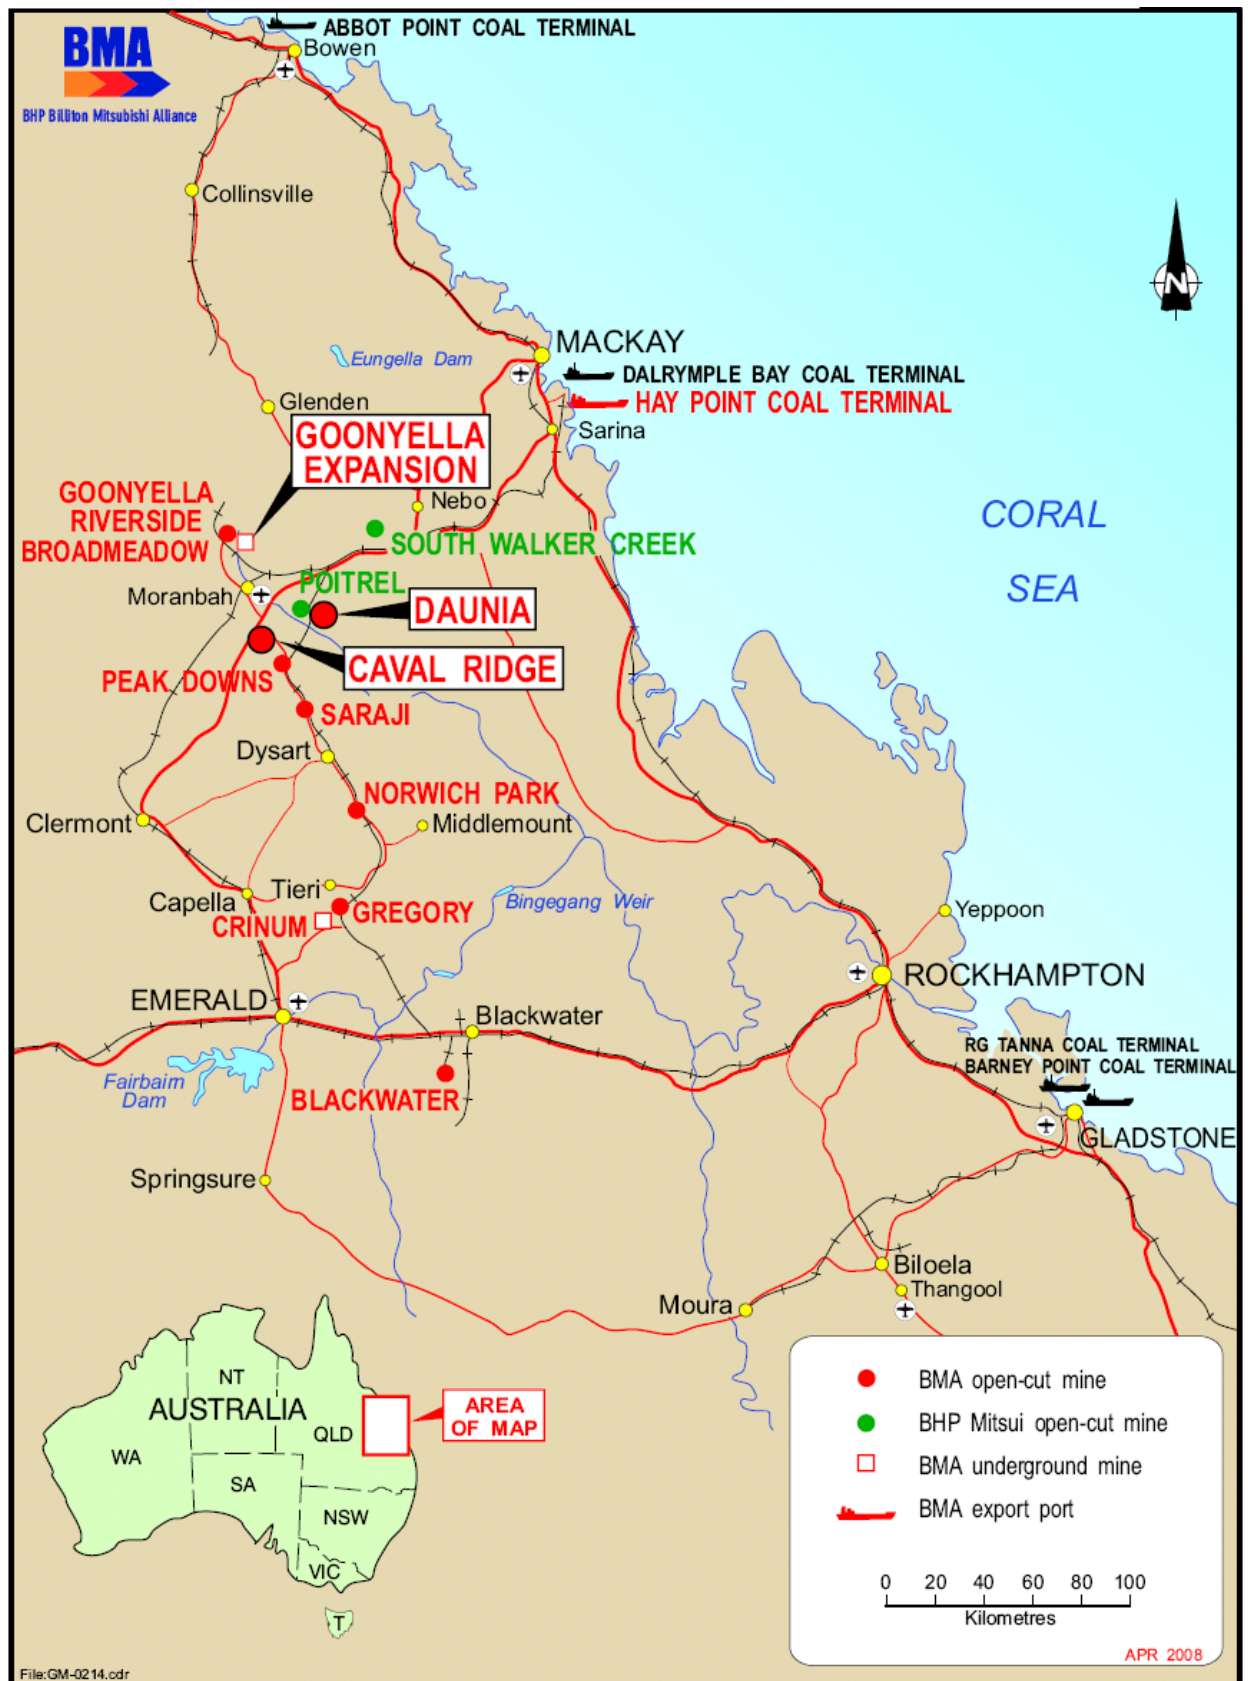 ABBOT POINT COAL TERMINAL
BMA
BHP Billiton Mitsubishi Alliance
Bowen
Collinsville
N
MACKAY
Eungella Dam
DALRYMPLE BAY COAL TERMINAL
HAY POINT COAL TERMINAL
Glenden
Sarina
GOONYELLA
EXPANSION
GOONYELLA
RIVERSIDE
BROADMEADOW
Nebo
CORAL
SEA
SOUTH WALKER CREEK
Moranbah
POITREL
DAUNIA
CAVAL RIDGE
PEAK DOWNS
SARAJI
Dysart
NORWICH PARK
Clermont
Middlemount
Capella
Tieri
CRINUM
GREGORY
Bingegang Weir
Yeppoon
ROCKHAMPTON
EMERALD
Blackwater
RG TANNA COAL TERMINAL
BARNEY POINT COAL TERMINAL
Fairbairn
Dam
BLACKWATER
GLADSTONE
Springsure
Biloela
Thangool
Moura
NT
AUSTRALIA
WA
QLD
SA
NSW
VIC
T
AREA
OF MAP
BMA open-cut mine
BHP Mitsui open-cut mine
BMA underground mine
BMA export port
0 20 40 60 80 100
Kilometres
APR 2008
File:GM-0214.cdr